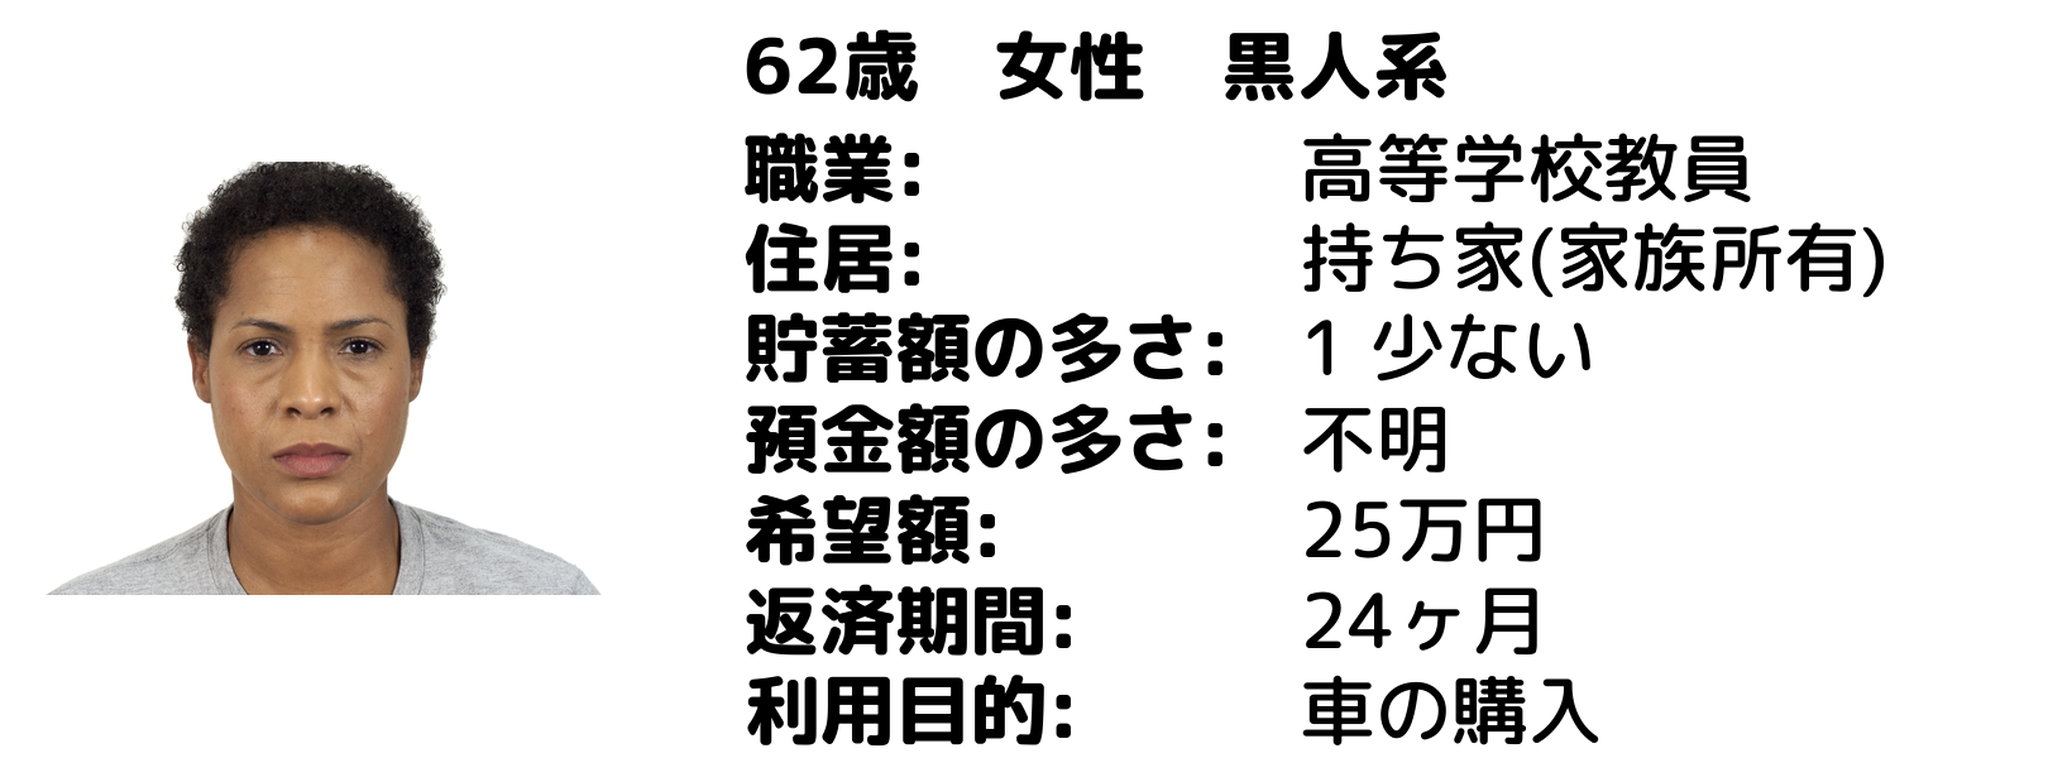 62歳　女性　黒人系
職業: 高等学校教員
住居: 持ち家(家族所有)
貯蓄額の多さ: 1 少ない
預金額の多さ: 不明
希望額: 25万円
返済期間: 24ヶ月
利用目的: 車の購入